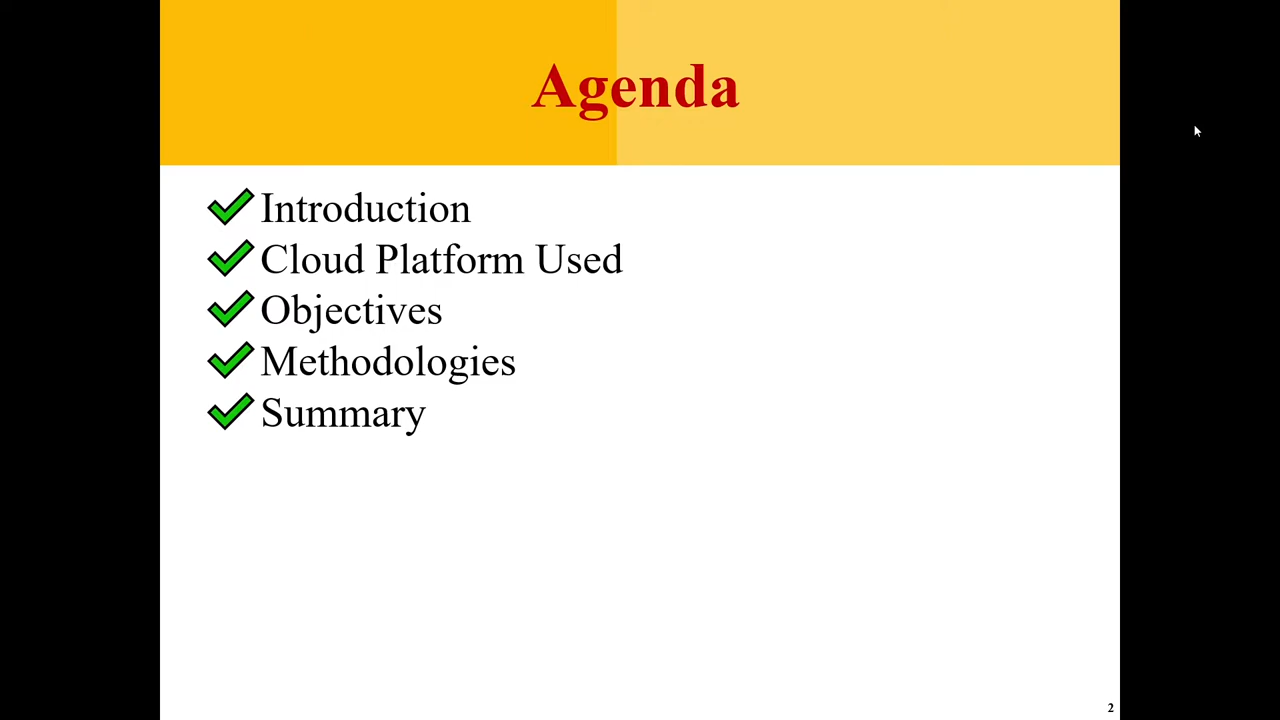 Agenda
Introduction
Cloud Platform Used
Objectives
Methodologies
Summary
2